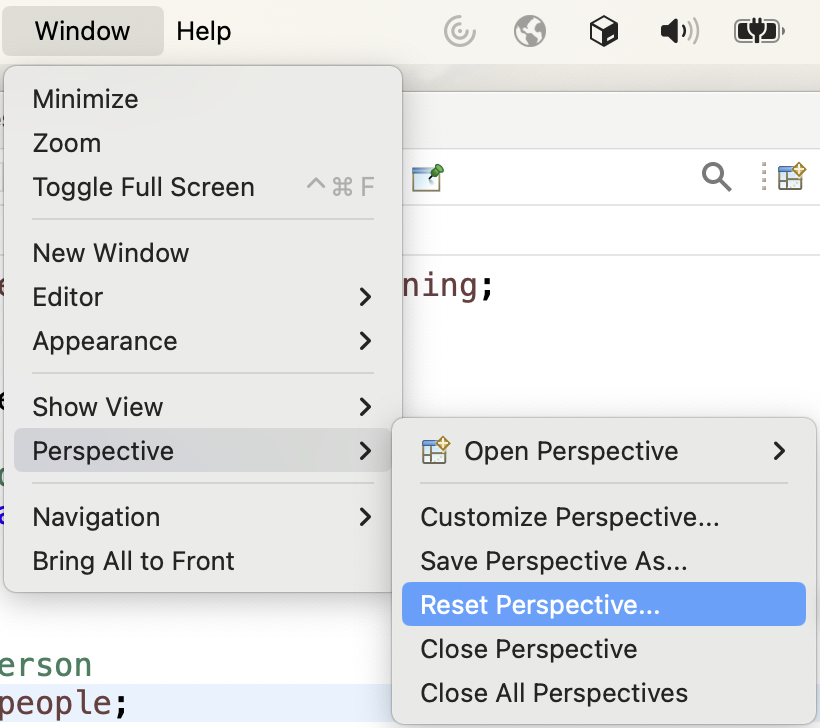 Window Help
Minimize
Zoom
Toggle Full Screen ^⌘F
New Window
Editor
ning;
Appearance
Show View
Perspective
Open Perspective
Navigation
Customize Perspective...
Bring All to Front
Save Perspective As...
Reset Perspective...
Close Perspective
erson
Close All Perspectives
people;